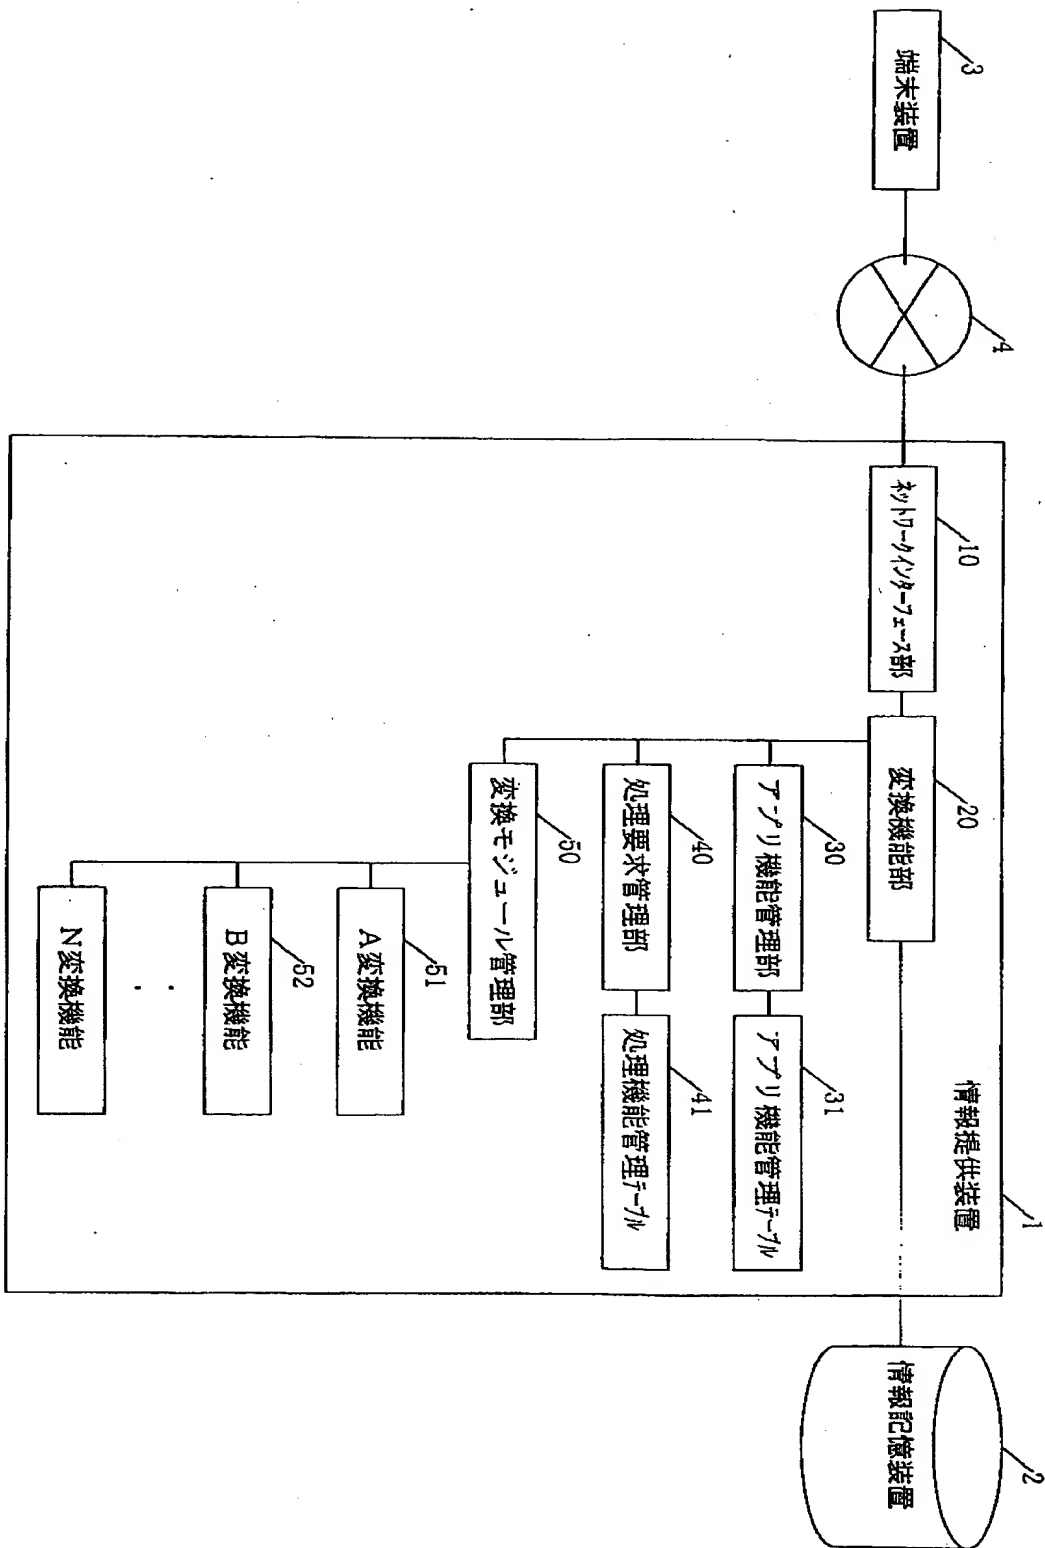 3
端末装置
4
1
情報提供装置
10
ネットワークインターフェース部
20
変換機能部
30
アプリ機能管理部
31
アプリ機能管理テーブル
40
処理要求管理部
41
処理機能管理テーブル
50
変換モジュール管理部
51
A変換機能
52
B変換機能
N変換機能
2
情報記憶装置